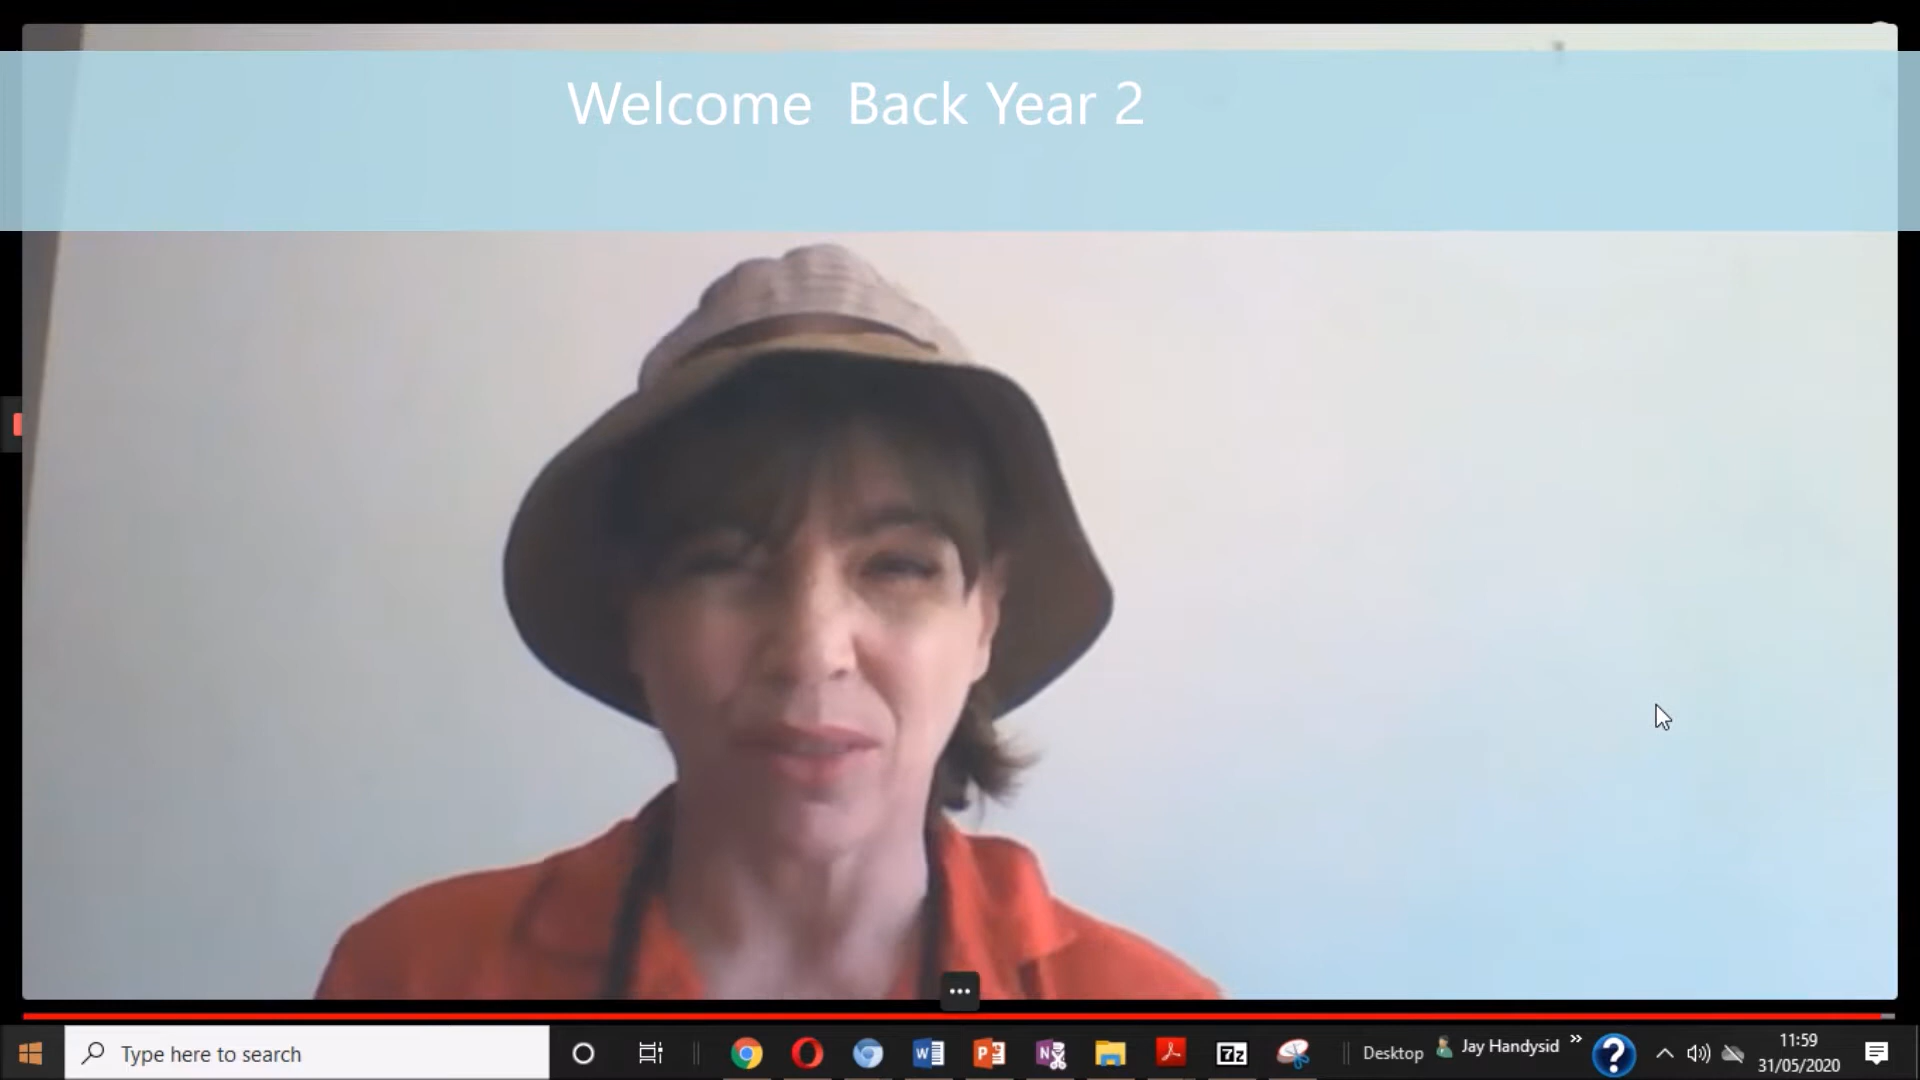 Welcome  Back Year 2
Type here to search
Desktop
Jay Handysid
11:59
31/05/2020